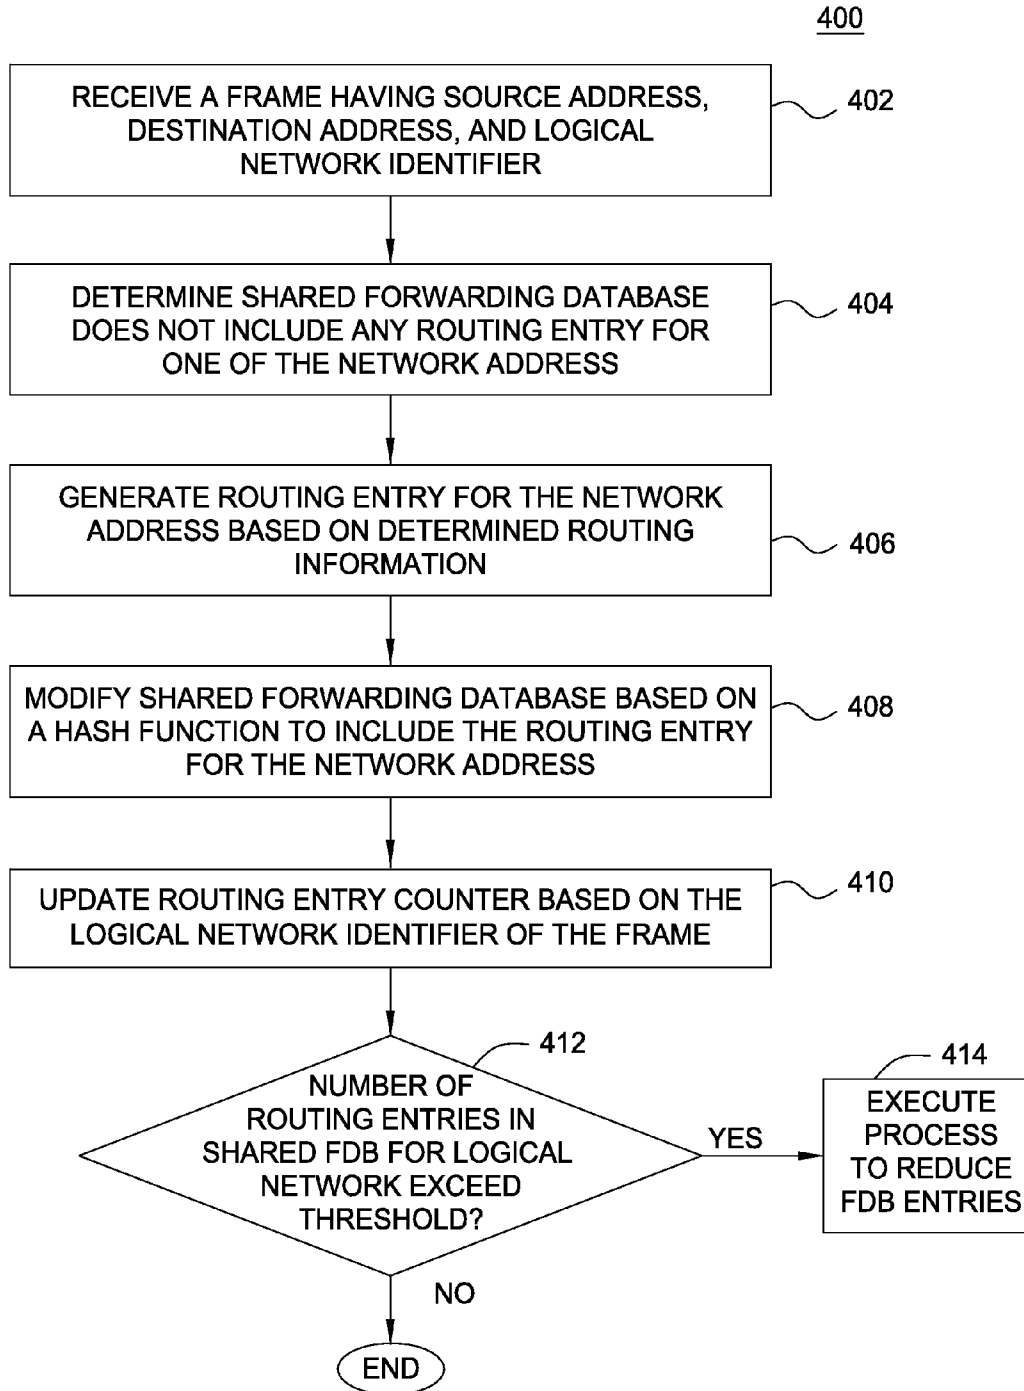 400
RECEIVE A FRAME HAVING SOURCE ADDRESS,
DESTINATION ADDRESS, AND LOGICAL
NETWORK IDENTIFIER
402
DETERMINE SHARED FORWARDING DATABASE
DOES NOT INCLUDE ANY ROUTING ENTRY FOR
ONE OF THE NETWORK ADDRESS
404
GENERATE ROUTING ENTRY FOR THE NETWORK
ADDRESS BASED ON DETERMINED ROUTING
INFORMATION
406
MODIFY SHARED FORWARDING DATABASE BASED ON
A HASH FUNCTION TO INCLUDE THE ROUTING ENTRY
FOR THE NETWORK ADDRESS
408
UPDATE ROUTING ENTRY COUNTER BASED ON THE
LOGICAL NETWORK IDENTIFIER OF THE FRAME
410
412
NUMBER OF
ROUTING ENTRIES IN
SHARED FDB FOR LOGICAL
NETWORK EXCEED
THRESHOLD?
YES
414
EXECUTE
PROCESS
TO REDUCE
FDB ENTRIES
NO
END